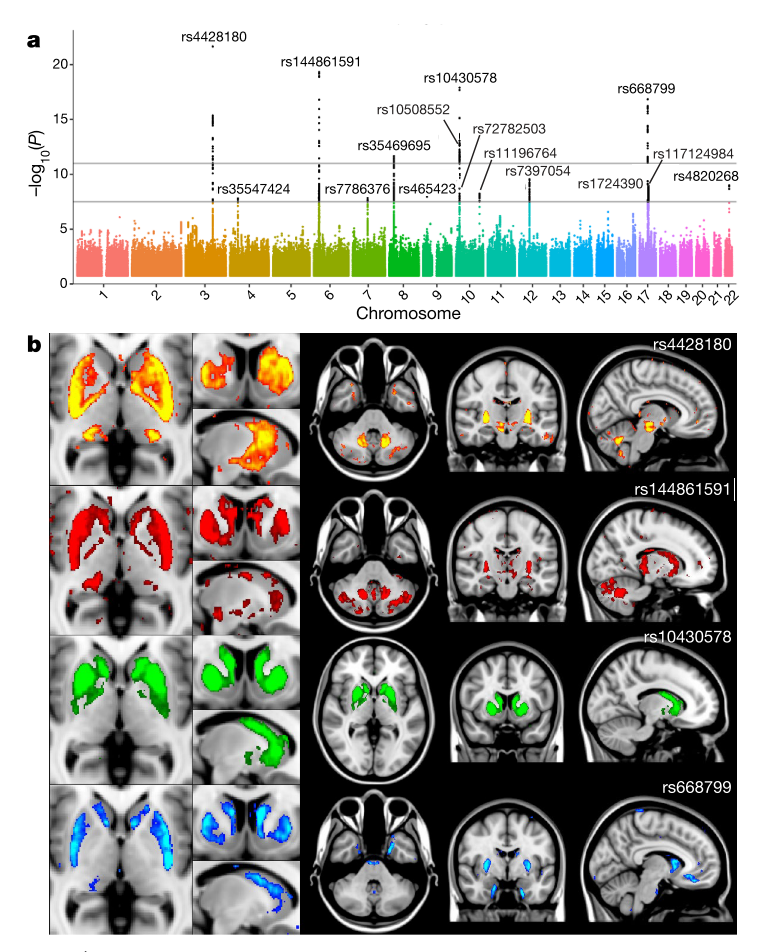 a
rs4428180
rs144861591
rs10430578
rs668799
rs10508552
rs72782503
rs35469695
rs11196764
rs117124984
rs7397054
rs35547424
rs7786376
rs465423
rs1724390
rs4820268
–log10(P)
20
15
10
5
0
1 2 3 4 5 6 7 8 9 10 11 12 13 14 15 16 17 18 19 20 21 22
Chromosome
b
rs4428180
rs144861591
rs10430578
rs668799